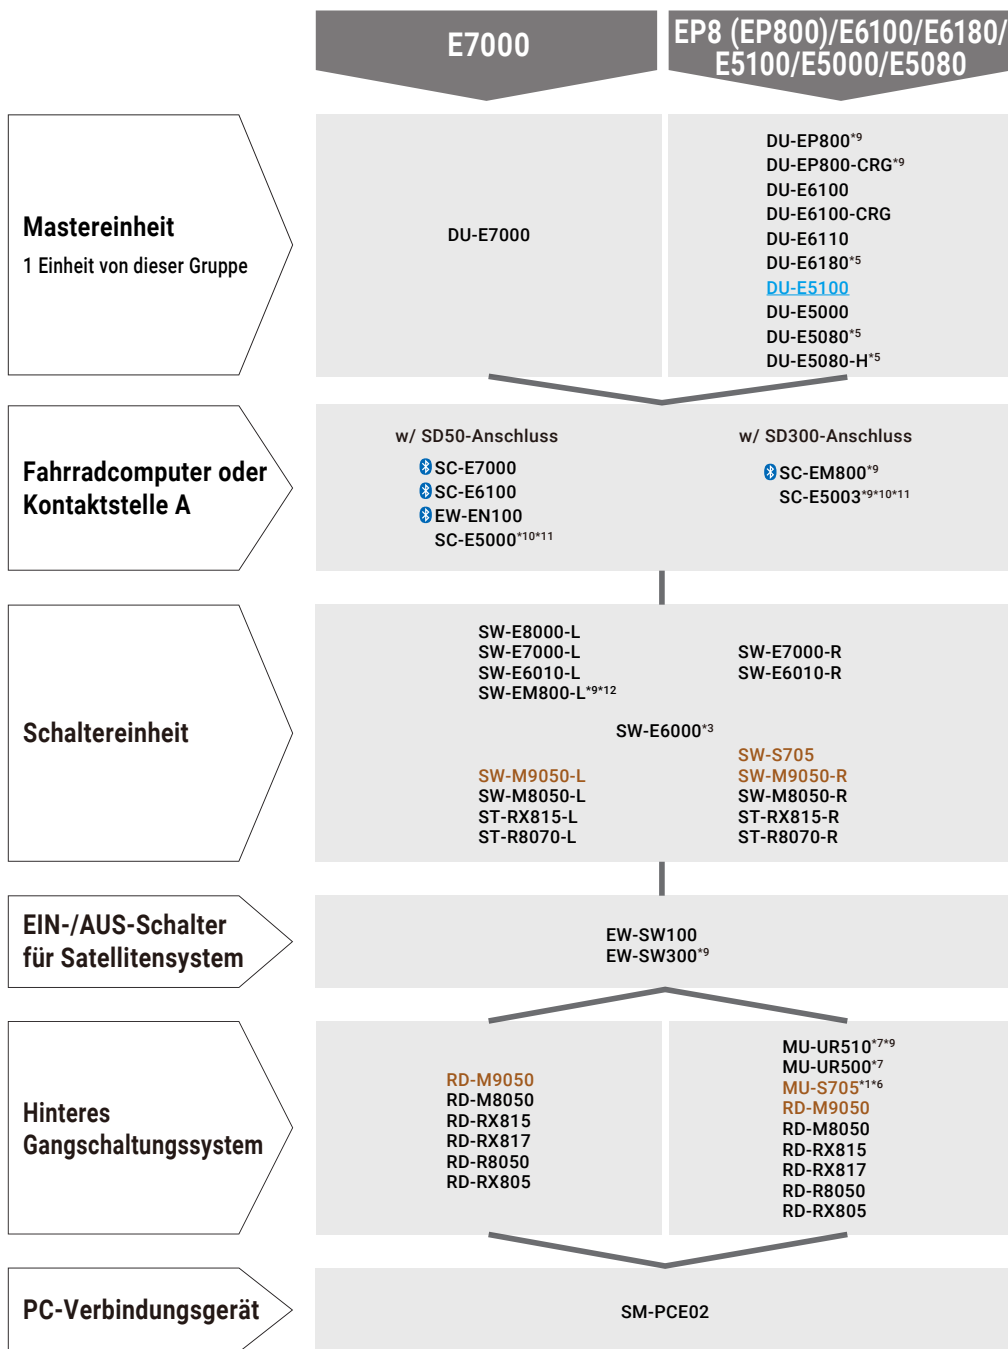 E7000
EP8 (EP800)/E6100/E6180/
E5100/E5000/E5080
Mastereinheit
1 Einheit von dieser Gruppe
DU-E7000
DU-EP800*9
DU-EP800-CRG*9
DU-E6100
DU-E6100-CRG
DU-E6110
DU-E6180*5
DU-E5100
DU-E5000
DU-E5080*5
DU-E5080-H*5
Fahrradcomputer oder
Kontaktstelle A
w/ SD50-Anschluss
SC-E7000
SC-E6100
EW-EN100
SC-E5000*10*11
w/ SD300-Anschluss
SC-EM800*9
SC-E5003*9*10*11
Schaltereinheit
SW-E8000-L
SW-E7000-L
SW-E6010-L
SW-EM800-L*9*12
SW-E7000-R
SW-E6010-R
SW-E6000*3
SW-M9050-L
SW-M8050-L
ST-RX815-L
ST-R8070-L
SW-S705
SW-M9050-R
SW-M8050-R
ST-RX815-R
ST-R8070-R
EIN-/AUS-Schalter
für Satellitensystem
EW-SW100
EW-SW300*9
Hinteres
Gangschaltungssystem
RD-M9050
RD-M8050
RD-RX815
RD-RX817
RD-R8050
RD-RX805
MU-UR510*7*9
MU-UR500*7
MU-S705*1*6
RD-M9050
RD-M8050
RD-RX815
RD-RX817
RD-R8050
RD-RX805
PC-Verbindungsgerät
SM-PCE02